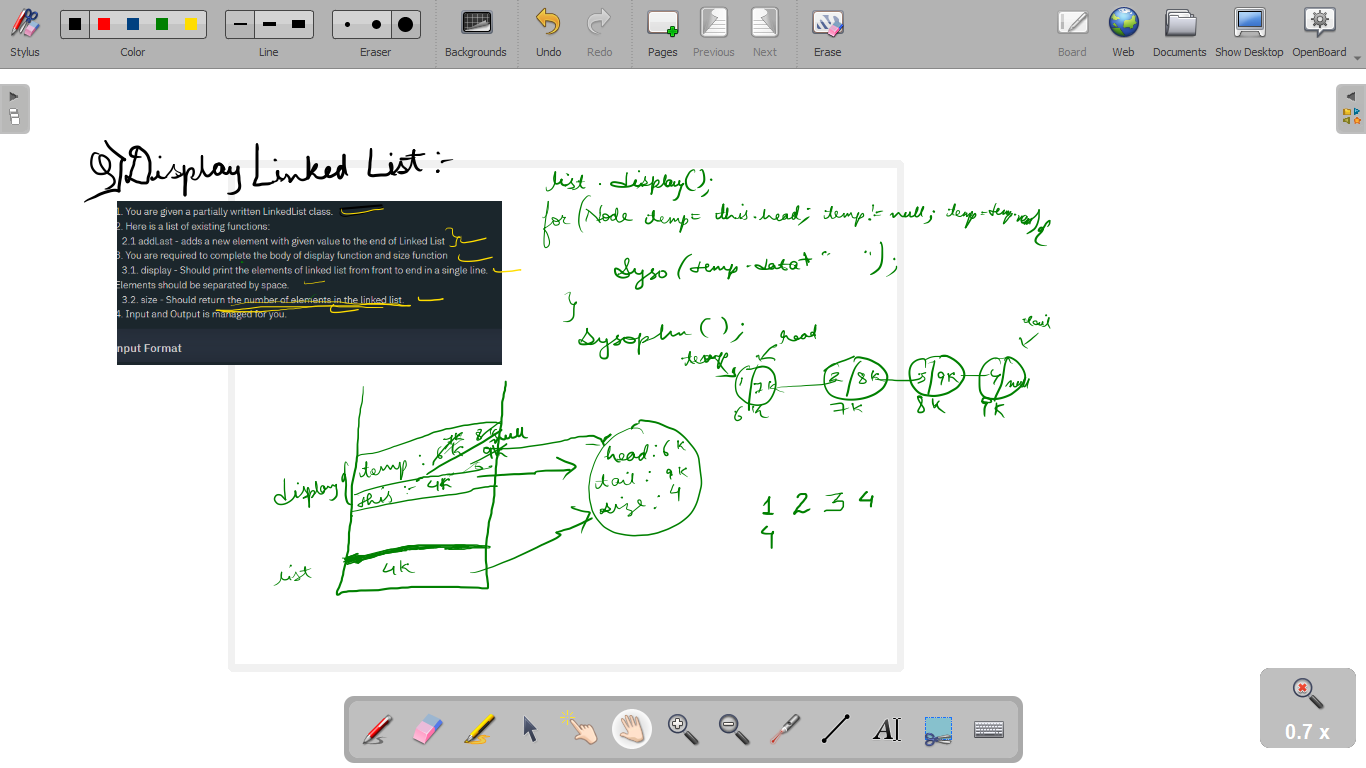 Stylus Color Line Eraser Backgrounds Undo Redo Pages Previous Next Erase Board Web Documents Show Desktop OpenBoard
Q) Display Linked List :-
1. You are given a partially written LinkedList class.
2. Here is a list of existing functions:
2.1 addLast - adds a new element with given value to the end of Linked List
3. You are required to complete the body of display function and size function
3.1. display - Should print the elements of linked list from front to end in a single line.
Elements should be separated by space.
3.2. size - Should return the number of elements in the linked list.
4. Input and Output is managed for you.
nput Format
list . display();
for (Node temp = this.head; temp != null; temp = temp.next) {
Syso (temp.data + " ");
}
Sysopln ( );
temp head tail
1 7K 2 8K 3 9K 4 null
6K 7K 8K 9K
display
temp : 6K 7K 8K 9K null
this :- 4K
list 4K
head : 6K
tail : 9K
size : 4
1 2 3 4
4
0.7 x